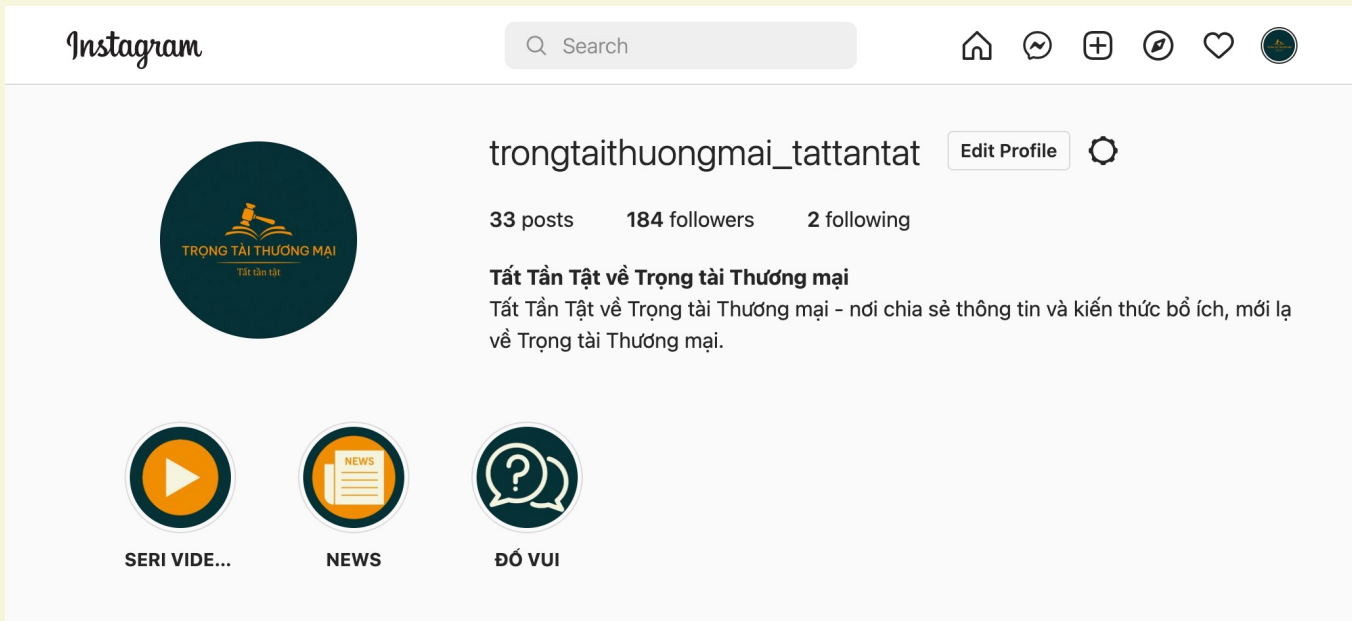 Instagram
Search
trongtaithuongmai_tattantat
Edit Profile
33 posts 184 followers 2 following
TRỌNG TÀI THƯƠNG MẠI
Tất tần tật
Tất Tần Tật về Trọng tài Thương mại
Tất Tần Tật về Trọng tài Thương mại - nơi chia sẻ thông tin và kiến thức bổ ích, mới lạ
về Trọng tài Thương mại.
NEWS
SERI VIDE...
NEWS
ĐỐ VUI